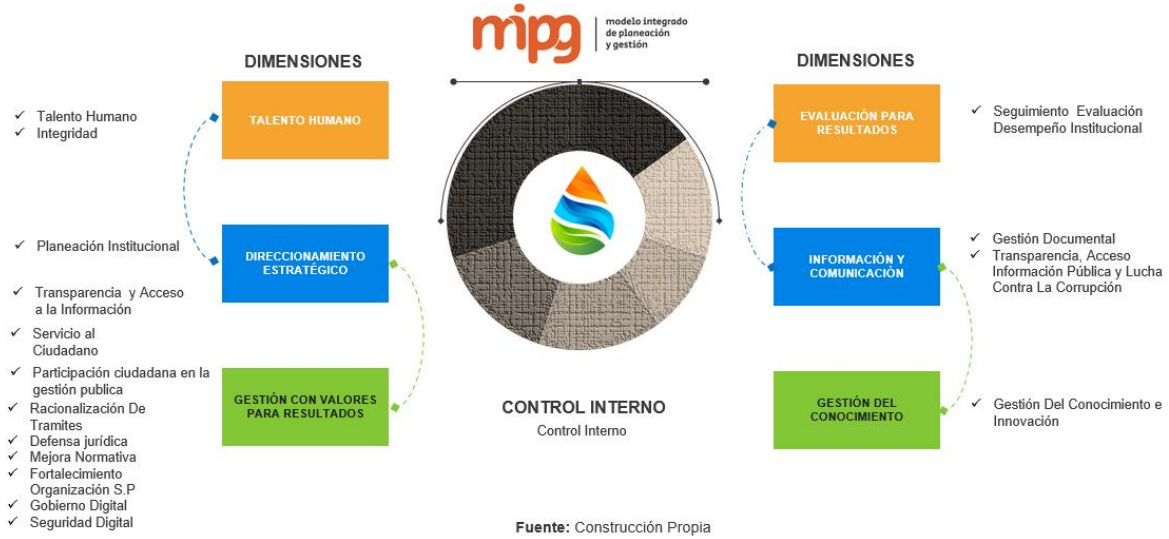 mipg
modelo integrado
de planeación
y gestión
DIMENSIONES
✓ Talento Humano
✓ Integridad
TALENTO HUMANO
✓ Planeación Institucional
DIRECCIONAMIENTO
ESTRATÉGICO
✓ Transparencia y Acceso
a la Información
✓ Servicio al
Ciudadano
✓ Participación ciudadana en la
gestión publica
✓ Racionalización De
Tramites
✓ Defensa jurídica
✓ Mejora Normativa
✓ Fortalecimiento
Organización S.P
✓ Gobierno Digital
✓ Seguridad Digital
GESTIÓN CON VALORES
PARA RESULTADOS
CONTROL INTERNO
Control Interno
DIMENSIONES
EVALUACIÓN PARA
RESULTADOS
✓ Seguimiento Evaluación
Desempeño Institucional
INFORMACIÓN Y
COMUNICACIÓN
✓ Gestión Documental
✓ Transparencia, Acceso
Información Pública y Lucha
Contra La Corrupción
GESTIÓN DEL
CONOCIMIENTO
✓ Gestión Del Conocimiento e
Innovación
Fuente: Construcción Propia